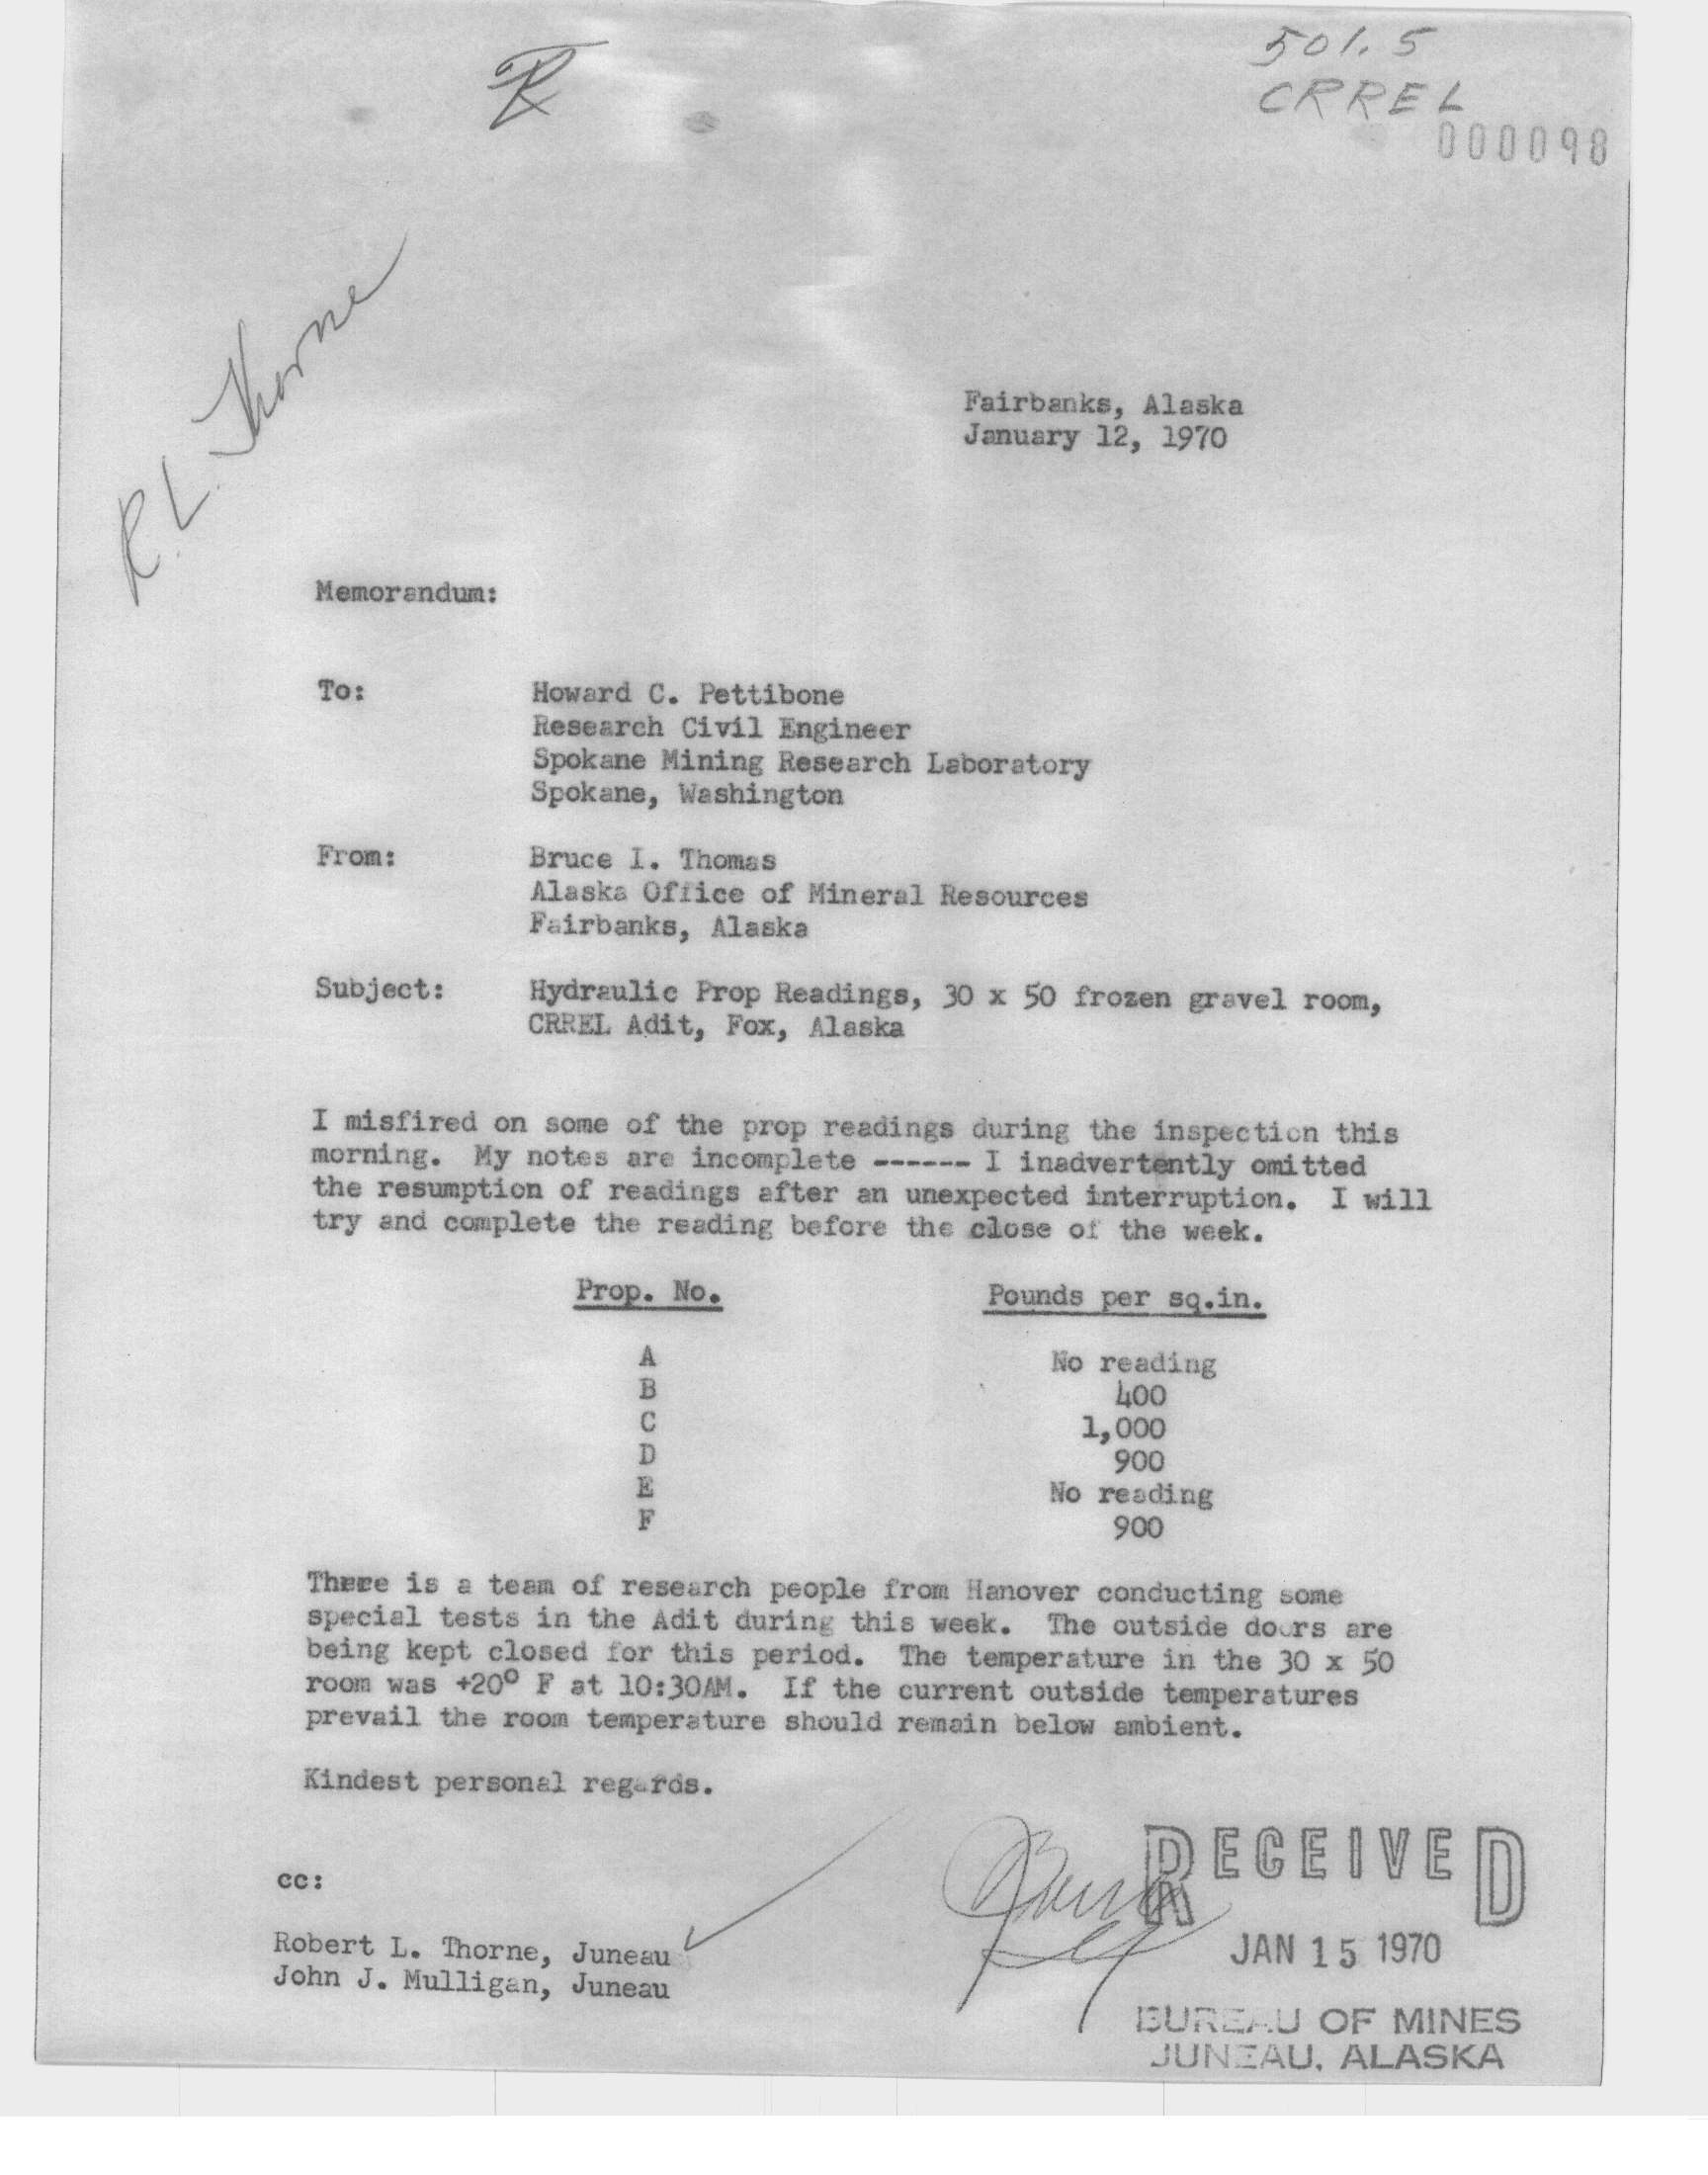 501.5
CRREL
000098
R.L. Thorne
Fairbanks, Alaska
January 12, 1970
Memorandum:
To: Howard C. Pettibone
Research Civil Engineer
Spokane Mining Research Laboratory
Spokane, Washington
From: Bruce I. Thomas
Alaska Office of Mineral Resources
Fairbanks, Alaska
Subject: Hydraulic Prop Readings, 30 x 50 frozen gravel room,
CRREL Adit, Fox, Alaska
I misfired on some of the prop readings during the inspection this
morning. My notes are incomplete ------ I inadvertently omitted
the resumption of readings after an unexpected interruption. I will
try and complete the reading before the close of the week.
Prop. No. Pounds per sq.in.
A No reading
B 400
C 1,000
D 900
E No reading
F 900
There is a team of research people from Hanover conducting some
special tests in the Adit during this week. The outside doors are
being kept closed for this period. The temperature in the 30 x 50
room was +20° F at 10:30AM. If the current outside temperatures
prevail the room temperature should remain below ambient.
Kindest personal regards.
RECEIVED
cc:
Robert L. Thorne, Juneau
JAN 15 1970
John J. Mulligan, Juneau
BUREAU OF MINES
JUNEAU, ALASKA